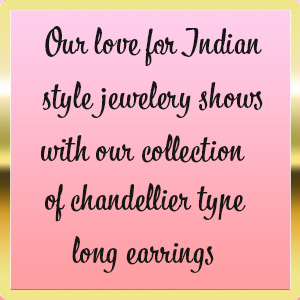 Our love for Indian
style jewelery shows
with our collection
of chandellier type
long earrings